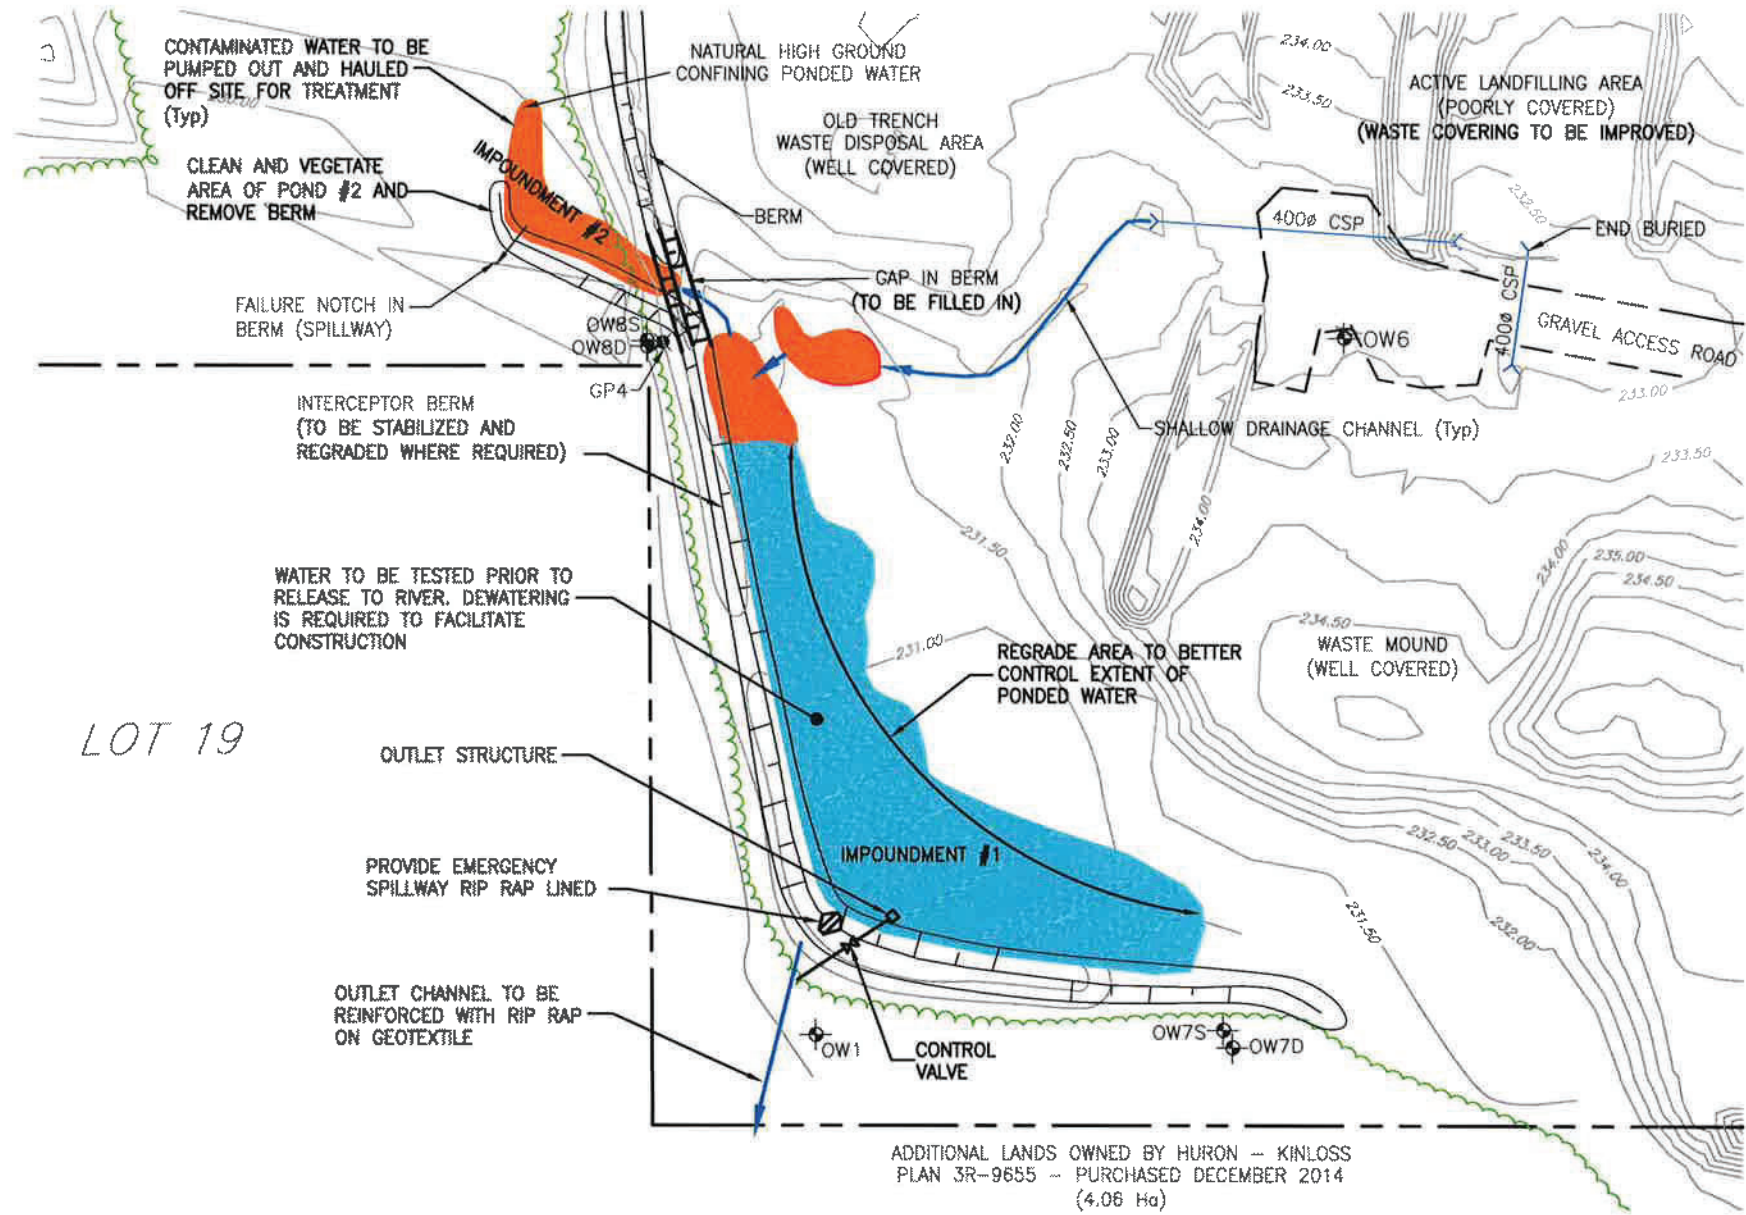 CONTAMINATED WATER TO BE
PUMPED OUT AND HAULED
OFF SITE FOR TREATMENT
(Typ)
230.00
NATURAL HIGH GROUND
CONFINING PONDED WATER
234.00
233.50
ACTIVE LANDFILLING AREA
(POORLY COVERED)
(WASTE COVERING TO BE IMPROVED)
OLD TRENCH
WASTE DISPOSAL AREA
(WELL COVERED)
CLEAN AND VEGETATE
AREA OF POND #2 AND
REMOVE BERM
IMPOUNDMENT #2
BERM
232.50
400ø CSP
END BURIED
GAP IN BERM
(TO BE FILLED IN)
400ø CSP
FAILURE NOTCH IN
BERM (SPILLWAY)
OW8S
OW8D
GP4
OW6
GRAVEL ACCESS ROAD
233.00
INTERCEPTOR BERM
(TO BE STABILIZED AND
REGRADED WHERE REQUIRED)
232.00
232.50
233.00
SHALLOW DRAINAGE CHANNEL (Typ)
233.50
234.00
231.50
234.00
235.00
234.50
WATER TO BE TESTED PRIOR TO
RELEASE TO RIVER. DEWATERING
IS REQUIRED TO FACILITATE
CONSTRUCTION
231.00
234.50
WASTE MOUND
(WELL COVERED)
REGRADE AREA TO BETTER
CONTROL EXTENT OF
PONDED WATER
LOT 19
OUTLET STRUCTURE
IMPOUNDMENT #1
232.50
233.00
233.50
234.00
PROVIDE EMERGENCY
SPILLWAY RIP RAP LINED
231.50
232.00
OUTLET CHANNEL TO BE
REINFORCED WITH RIP RAP
ON GEOTEXTILE
OW1
CONTROL
VALVE
OW7S
OW7D
ADDITIONAL LANDS OWNED BY HURON – KINLOSS
PLAN 3R–9655 – PURCHASED DECEMBER 2014
(4.06 Ha)